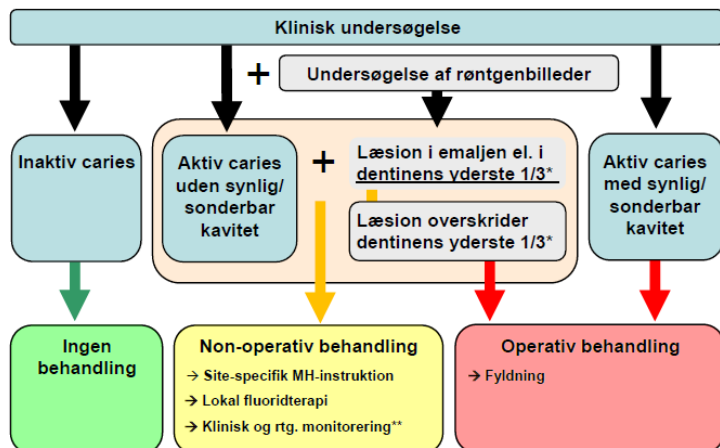 Klinisk undersøgelse
+ Undersøgelse af røntgenbilleder
Inaktiv caries
Aktiv caries
uden synlig/
sonderbar
kavitet
+
Læsion i emaljen el. i
dentinens yderste 1/3*
Læsion overskrider
dentinens yderste 1/3*
Aktiv caries
med synlig/
sonderbar
kavitet
Ingen
behandling
Non-operativ behandling
→ Site-specifik MH-instruktion
→ Lokal fluoridterapi
→ Klinisk og rtg. monitorering**
Operativ behandling
→ Fyldning